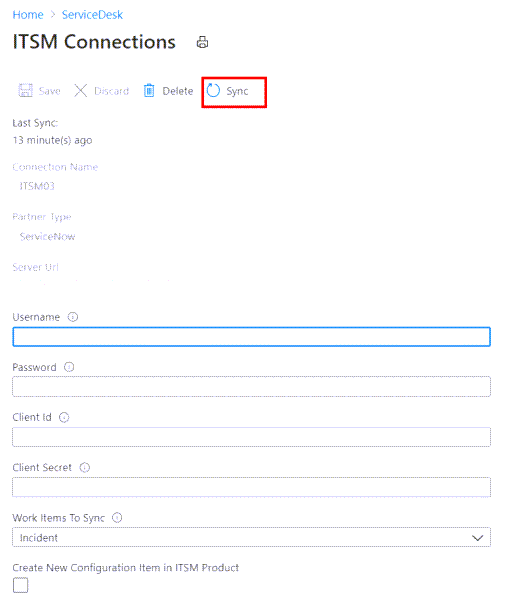 Home > ServiceDesk
ITSM Connections
Save Discard Delete Sync
Last Sync:
13 minute(s) ago
Connection Name
ITSM03
Partner Type
ServiceNow
Server Url
Username
Password
Client Id
Client Secret
Work Items To Sync
Incident
Create New Configuration Item in ITSM Product